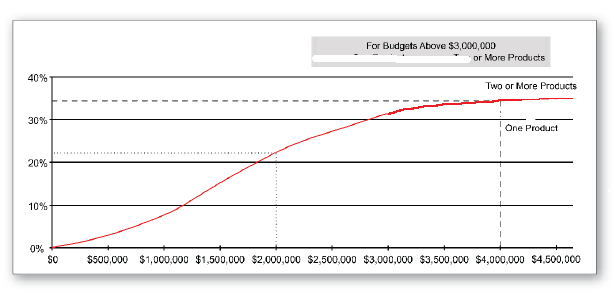 For Budgets Above $3,000,000
or More Products
40%
Two or More Products
30%
One Product
20%
10%
0%
$0 $500,000 $1,000,000 $1,500,000 $2,000,000 $2,500,000 $3,000,000 $3,500,000 $4,000,000 $4,500,000